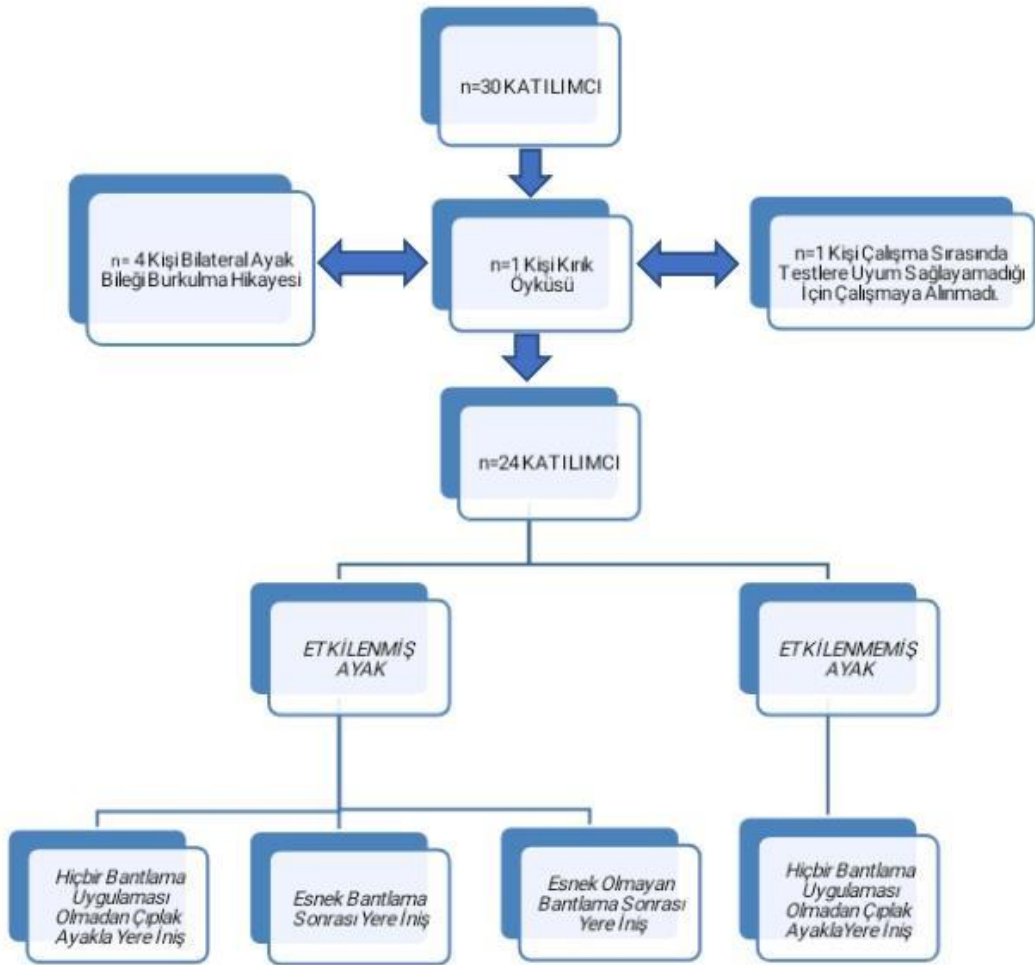 n=30 KATILIMCI
n= 4 Kişi Bilateral Ayak
Bileği Burkulma Hikayesi
n=1 Kişi Kırık
Öyküsü
n=1 Kişi Çalışma Sırasında
Testlere Uyum Sağlayamadığı
İçin Çalışmaya Alınmadı.
n=24 KATILIMCI
ETKİLENMİŞ
AYAK
ETKİLENMEMİŞ
AYAK
Hiçbir Bantlama
Uygulaması
Olmadan Çıplak
Ayakla Yere İniş
Esnek Bantlama
Sonrası Yere İniş
Esnek Olmayan
Bantlama Sonrası
Yere İniş
Hiçbir Bantlama
Uygulaması
Olmadan Çıplak
AyaklaYere İniş